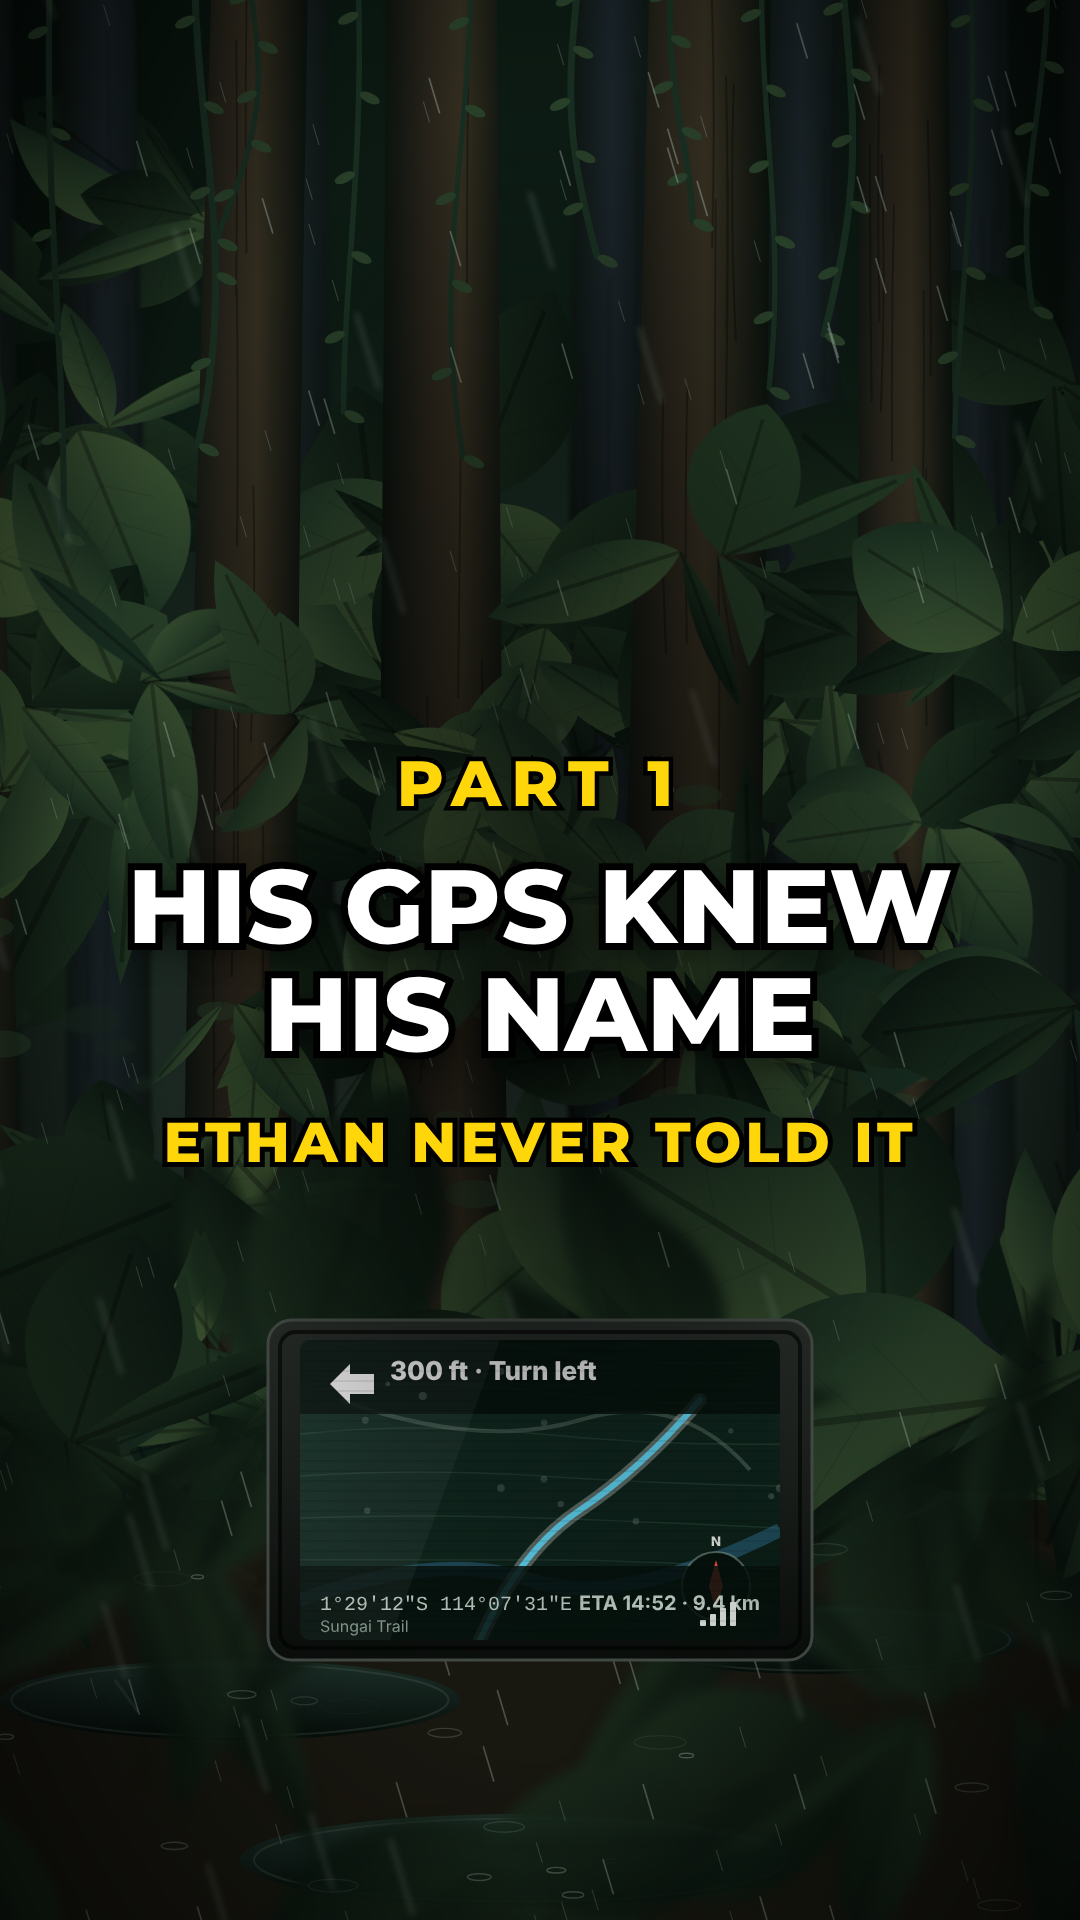 PART 1
HIS GPS KNEW
HIS NAME
ETHAN NEVER TOLD IT
300 ft · Turn left
N
1°29'12"S 114°07'31"E ETA 14:52 · 9.4 km
Sungai Trail